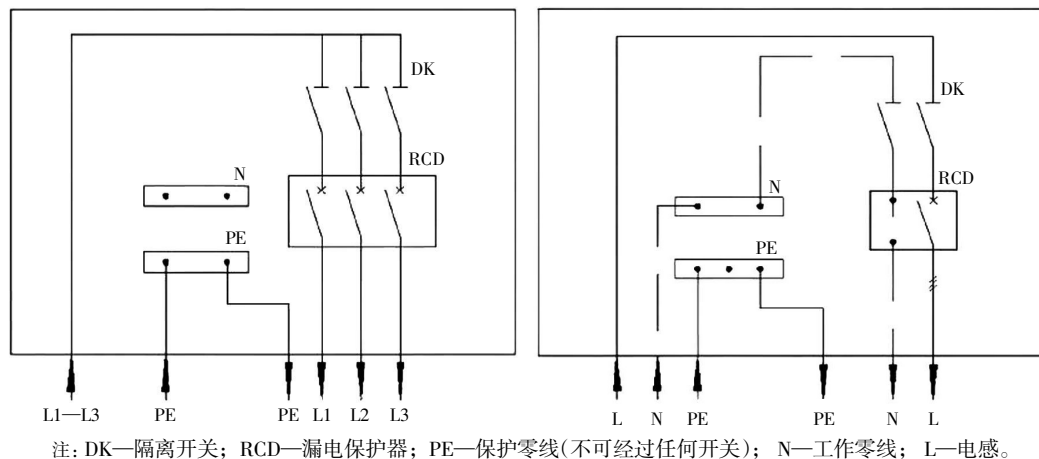 DK
RCD
N
PE
L1—L3 PE PE L1 L2 L3
DK
RCD
N
PE
L N PE PE N L
注: DK—隔离开关; RCD—漏电保护器; PE—保护零线(不可经过任何开关); N—工作零线; L—电感。